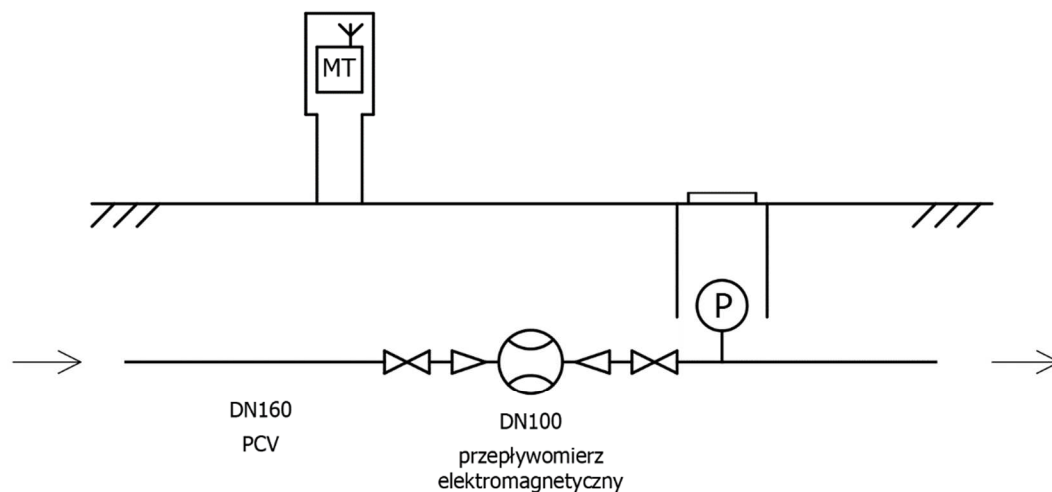 MT
P
DN160
PCV
DN100
przepływomierz
elektromagnetyczny